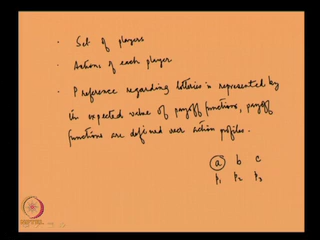 · Set of players
· Actions of each player
· Preference regarding lotteries is represented by
the expected value of payoff functions, payoff
functions are defined over action profiles.
a b c
p₁ p₂ p₃